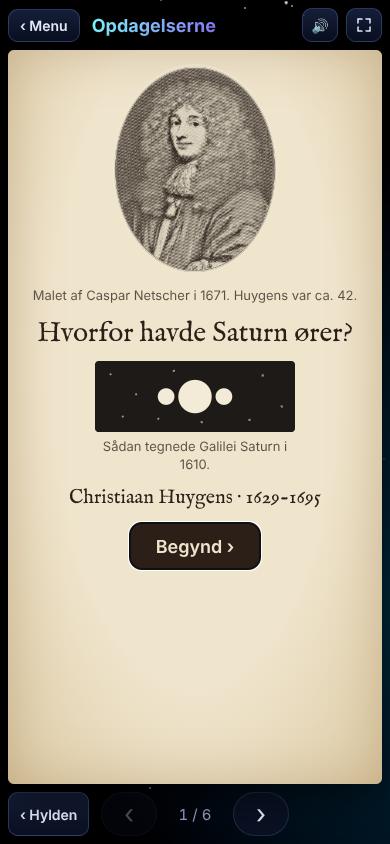 ‹ Menu
Opdagelserne
Malet af Caspar Netscher i 1671. Huygens var ca. 42.
Hvorfor havde Saturn ører?
Sådan tegnede Galilei Saturn i
1610.
Christiaan Huygens · 1629–1695
Begynd ›
‹ Hylden
‹
1 / 6
›